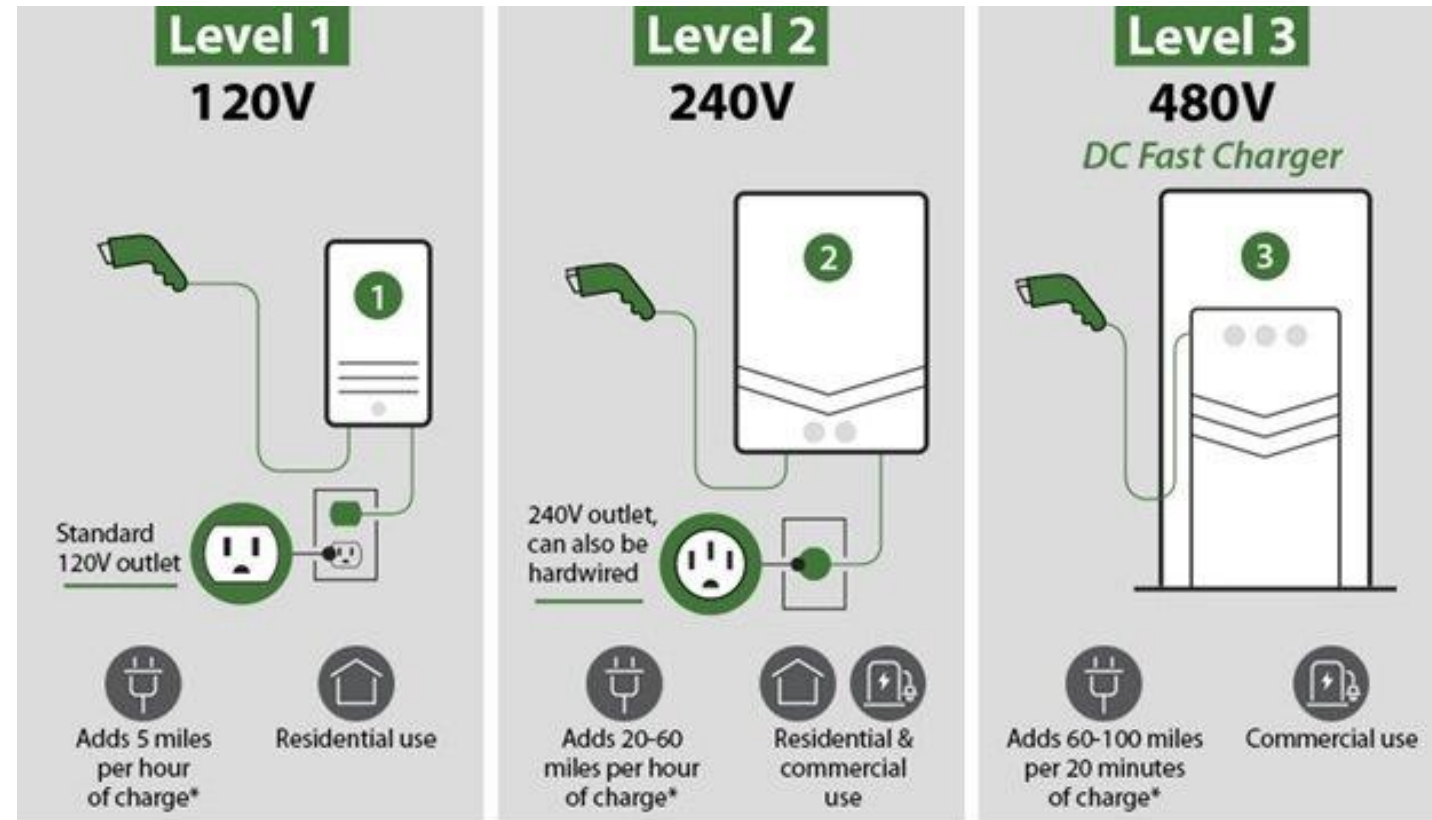 Level 1
120V
1
Standard
120V outlet
Adds 5 miles
per hour
of charge*
Residential use
Level 2
240V
2
240V outlet,
can also be
hardwired
Adds 20-60
miles per hour
of charge*
Residential &
commercial
use
Level 3
480V
DC Fast Charger
3
Adds 60-100 miles
per 20 minutes
of charge*
Commercial use